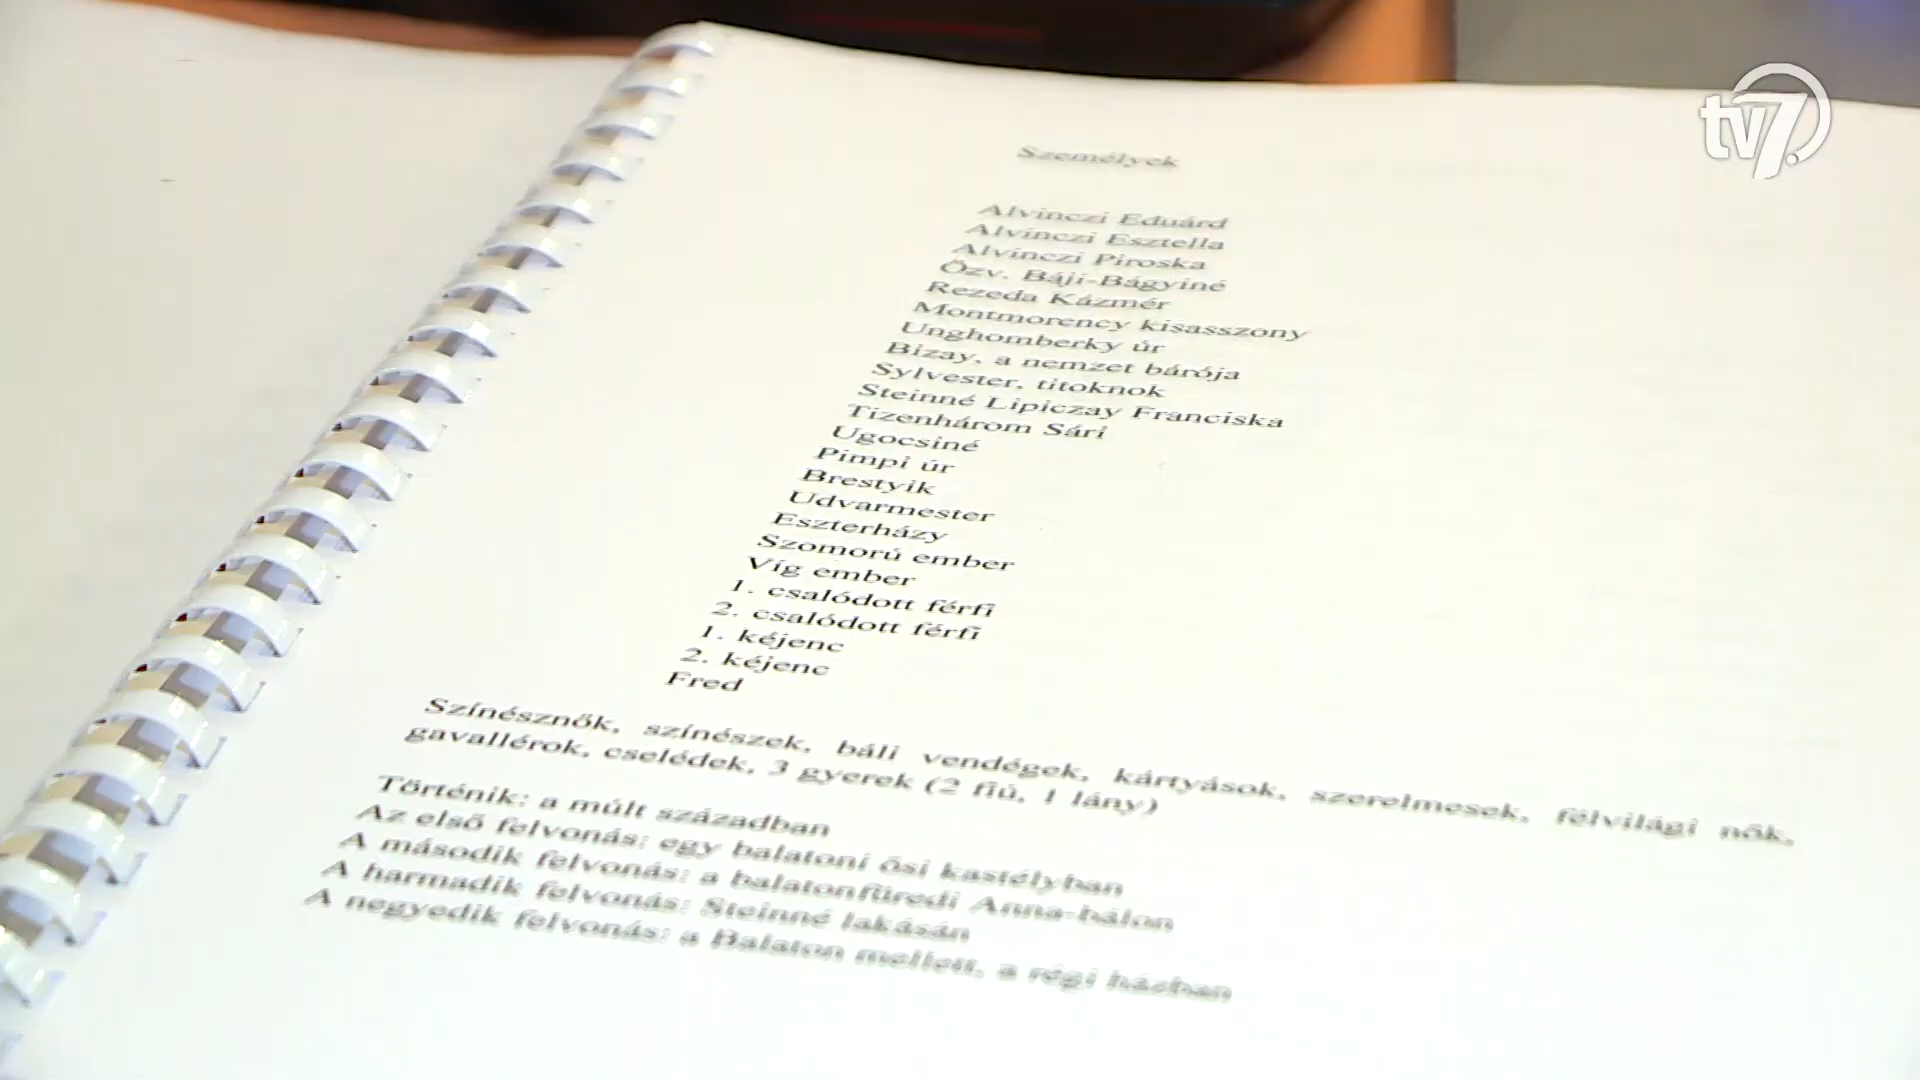 tv7.
Személyek
Alvinczi Eduárd
Alvinczi Esztella
Alvinczi Piroska
Özv. Báji-Bágyiné
Rezeda Kázmér
Montmorency kisasszony
Unghomberky úr
Bizay, a nemzet bárója
Sylvester, titoknok
Steinné Lipiczay Franciska
Tizenhárom Sári
Ugocsiné
Pimpi úr
Brestyik
Udvarmester
Eszterházy
Szomorú ember
Víg ember
1. csalódott férfi
2. csalódott férfi
1. kéjenc
2. kéjenc
Fred
Színésznők, színészek, báli vendégek, kártyások, szerelmesek, félvilági nők,
gavallérok, cselédek, 3 gyerek (2 fiú, 1 lány)
Történik: a múlt században
Az első felvonás: egy balatoni ősi kastélyban
A második felvonás: a balatonfüredi Anna-bálon
A harmadik felvonás: Steinné lakásán
A negyedik felvonás: a Balaton mellett, a régi házban